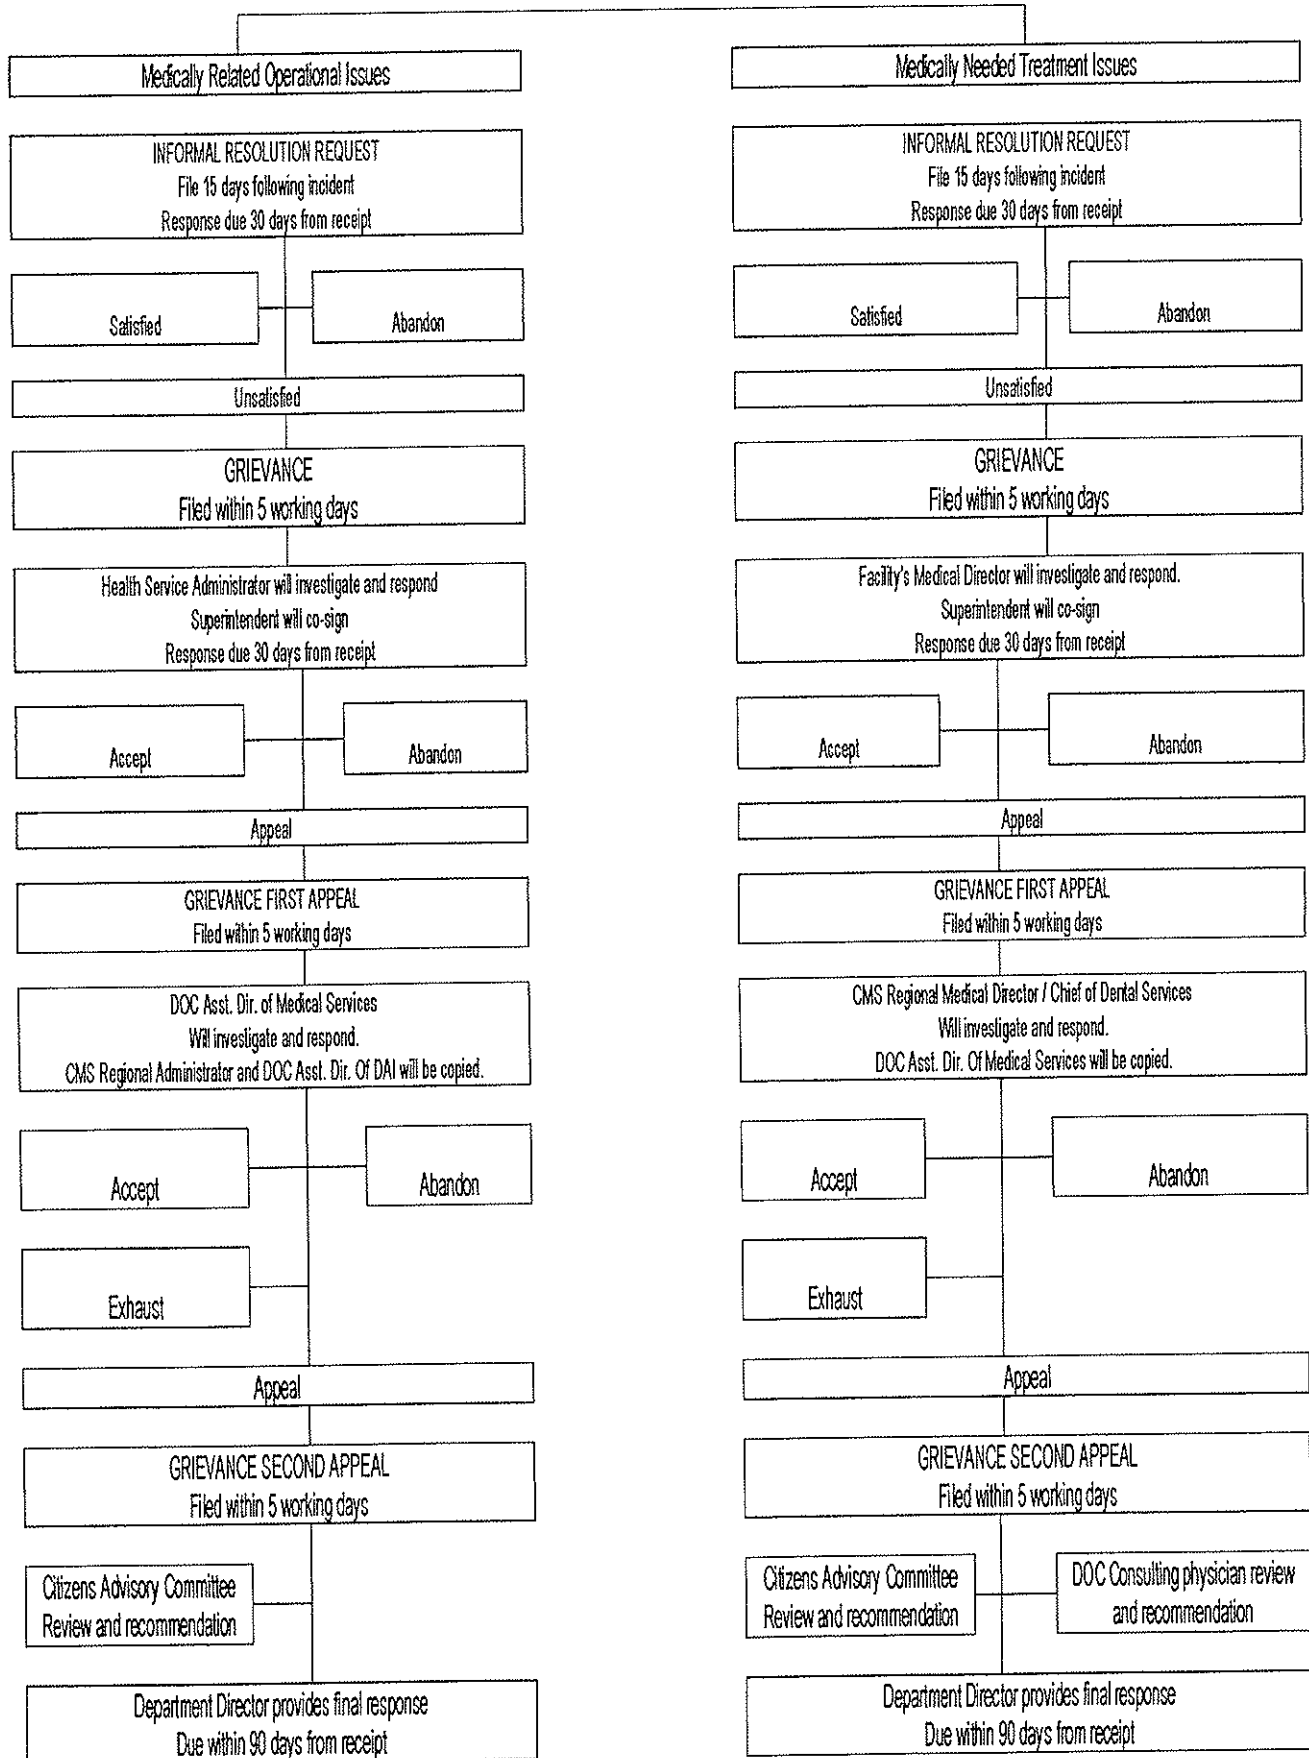 Medically Related Operational Issues
INFORMAL RESOLUTION REQUEST
File 15 days following incident
Response due 30 days from receipt
Satisfied
Abandon
Unsatisfied
GRIEVANCE
Filed within 5 working days
Health Service Administrator will investigate and respond
Superintendent will co-sign
Response due 30 days from receipt
Accept
Abandon
Appeal
GRIEVANCE FIRST APPEAL
Filed within 5 working days
DOC Asst. Dir. of Medical Services
Will investigate and respond.
CMS Regional Administrator and DOC Asst. Dir. Of DAI will be copied.
Accept
Abandon
Exhaust
Appeal
GRIEVANCE SECOND APPEAL
Filed within 5 working days
Citizens Advisory Committee
Review and recommendation
Department Director provides final response
Due within 90 days from receipt
Medically Needed Treatment Issues
INFORMAL RESOLUTION REQUEST
File 15 days following incident
Response due 30 days from receipt
Satisfied
Abandon
Unsatisfied
GRIEVANCE
Filed within 5 working days
Facility's Medical Director will investigate and respond.
Superintendent will co-sign
Response due 30 days from receipt
Accept
Abandon
Appeal
GRIEVANCE FIRST APPEAL
Filed within 5 working days
CMS Regional Medical Director / Chief of Dental Services
Will investigate and respond.
DOC Asst. Dir. Of Medical Services will be copied.
Accept
Abandon
Exhaust
Appeal
GRIEVANCE SECOND APPEAL
Filed within 5 working days
Citizens Advisory Committee
Review and recommendation
DOC Consulting physician review
and recommendation
Department Director provides final response
Due within 90 days from receipt